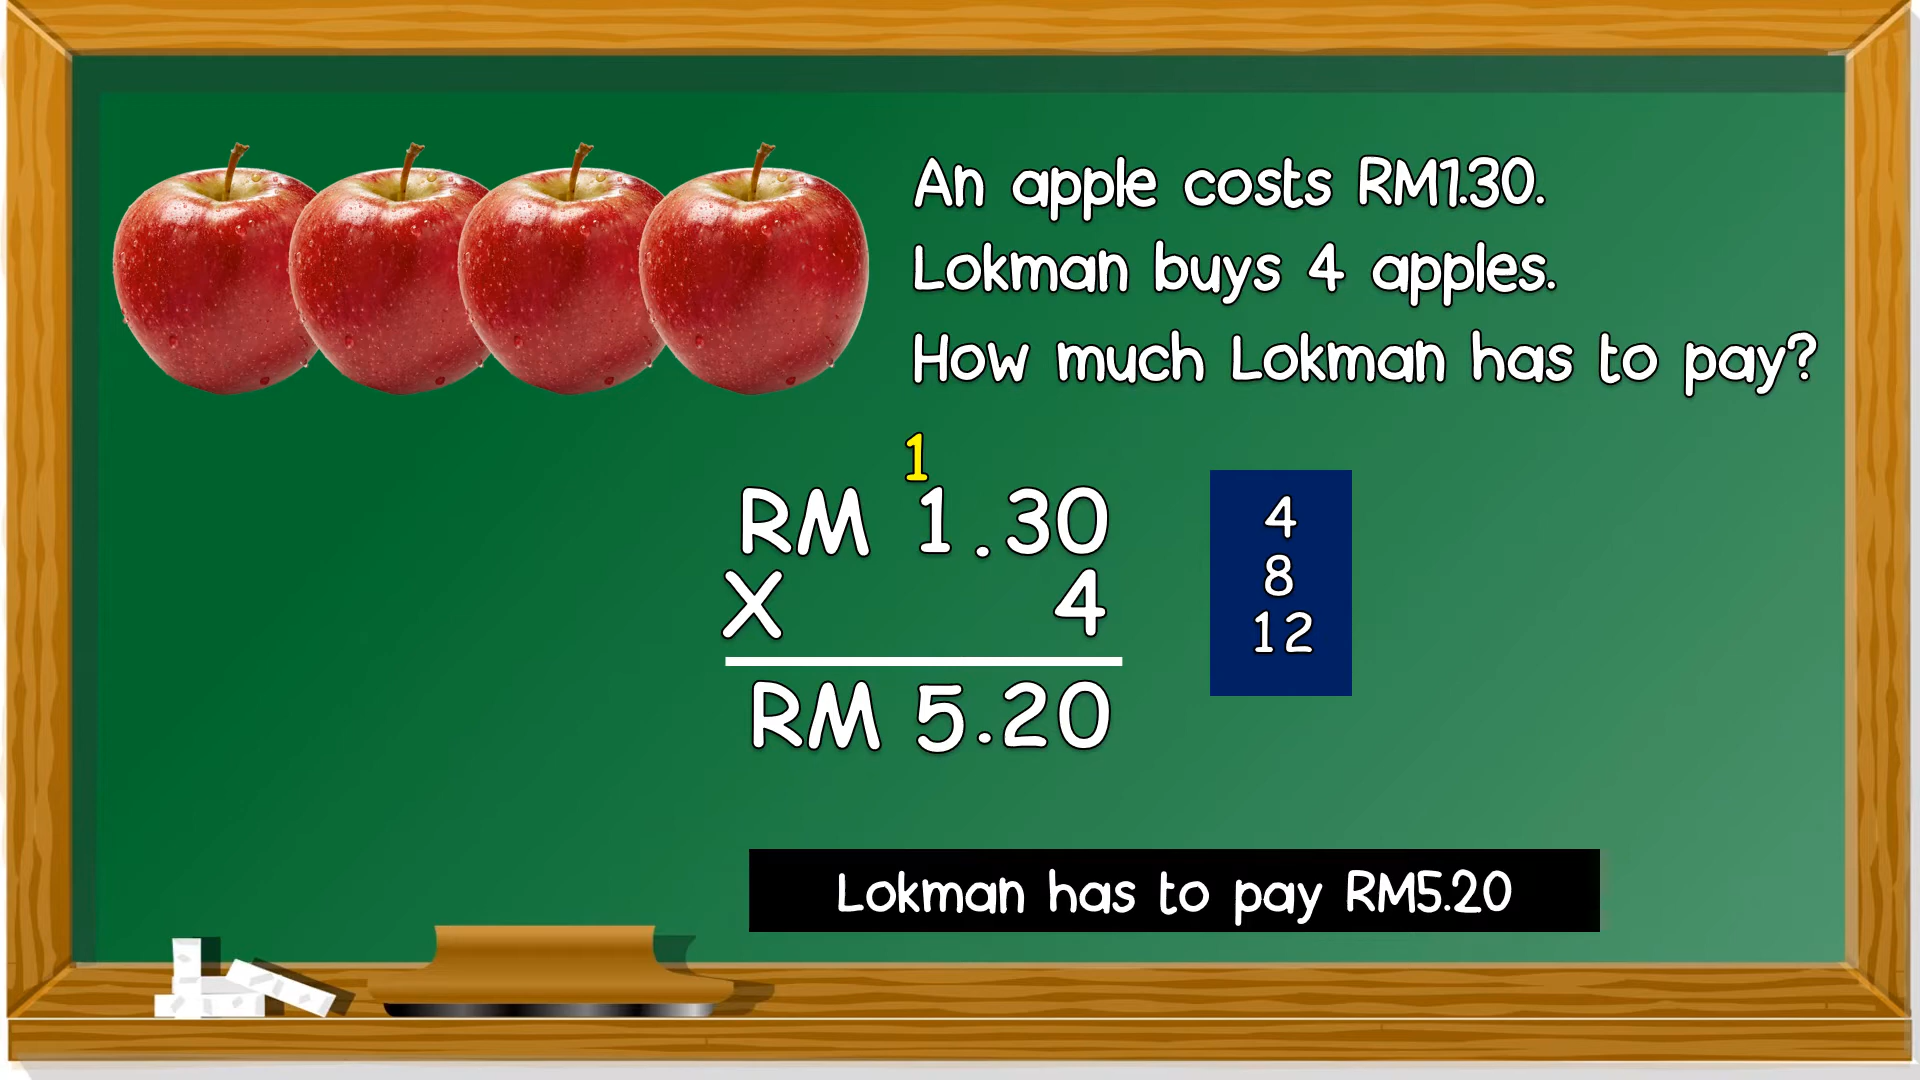 An apple costs RM1.30.
Lokman buys 4 apples.
How much Lokman has to pay?
1
RM 1.30
X 4
RM 5.20
4
8
12
Lokman has to pay RM5.20